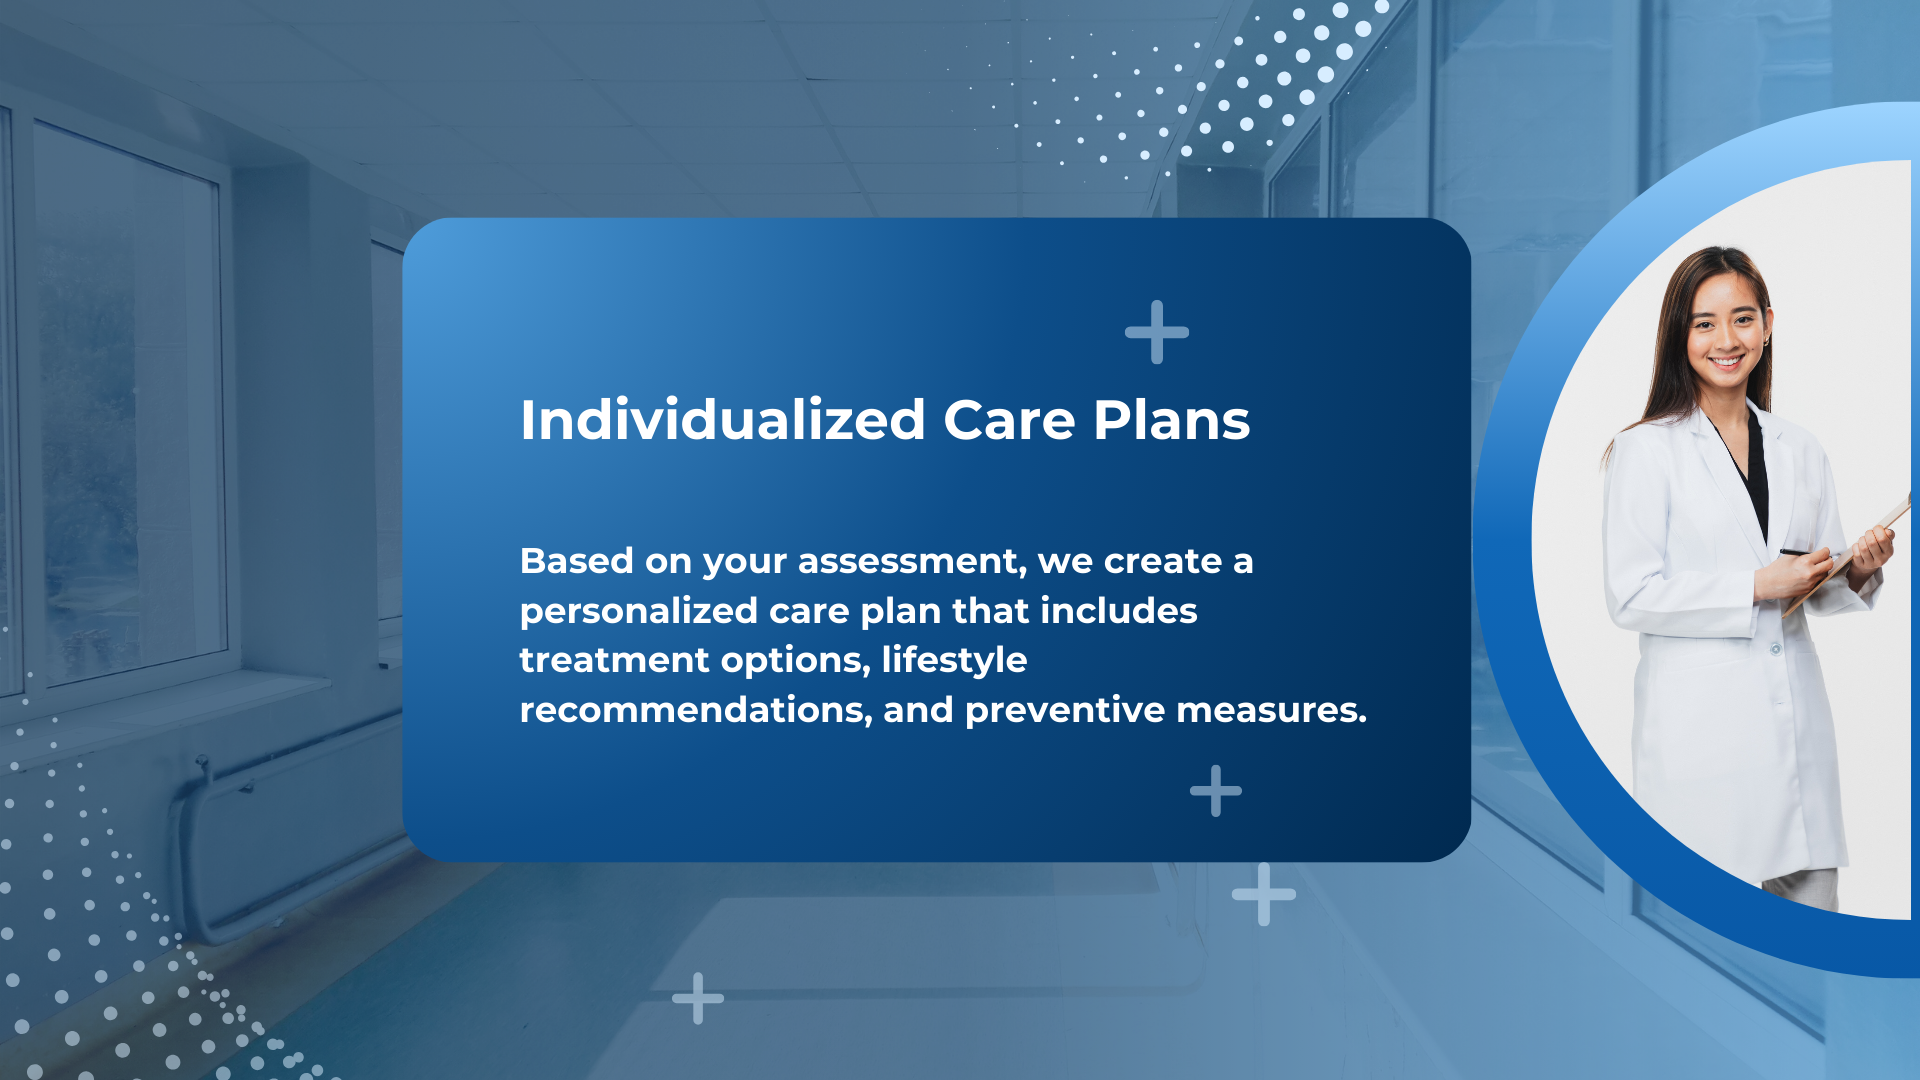 Individualized Care Plans
Based on your assessment, we create a
personalized care plan that includes
treatment options, lifestyle
recommendations, and preventive measures.